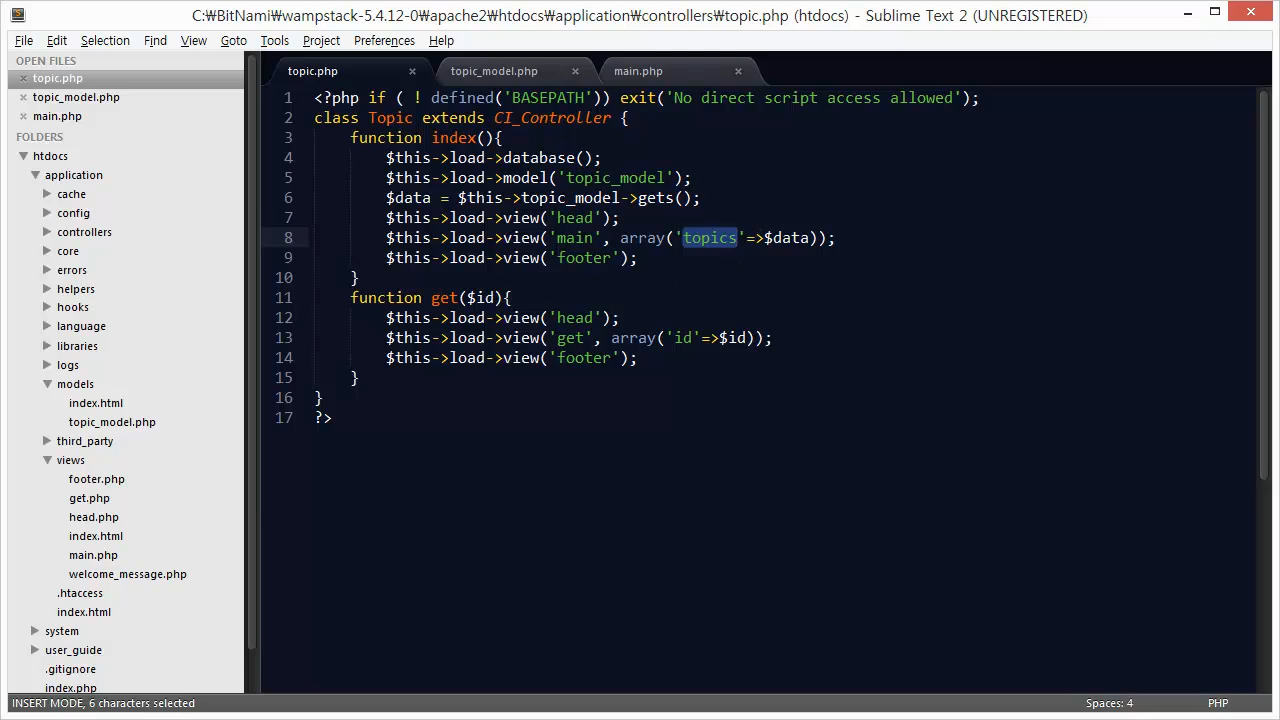 C:₩BitNami₩wampstack-5.4.12-0₩apache2₩htdocs₩application₩controllers₩topic.php (htdocs) - Sublime Text 2 (UNREGISTERED)
File Edit Selection Find View Goto Tools Project Preferences Help
OPEN FILES
topic.php
topic_model.php
main.php
FOLDERS
htdocs
application
cache
config
controllers
core
errors
helpers
hooks
language
libraries
logs
models
index.html
topic_model.php
third_party
views
footer.php
get.php
head.php
index.html
main.php
welcome_message.php
.htaccess
index.html
system
user_guide
.gitignore
index.php
topic.php topic_model.php main.php
1 <?php if ( ! defined('BASEPATH')) exit('No direct script access allowed');
2 class Topic extends CI_Controller {
3 function index(){
4 $this->load->database();
5 $this->load->model('topic_model');
6 $data = $this->topic_model->gets();
7 $this->load->view('head');
8 $this->load->view('main', array('topics'=>$data));
9 $this->load->view('footer');
10 }
11 function get($id){
12 $this->load->view('head');
13 $this->load->view('get', array('id'=>$id));
14 $this->load->view('footer');
15 }
16 }
17 ?>
INSERT MODE, 6 characters selected Spaces: 4 PHP